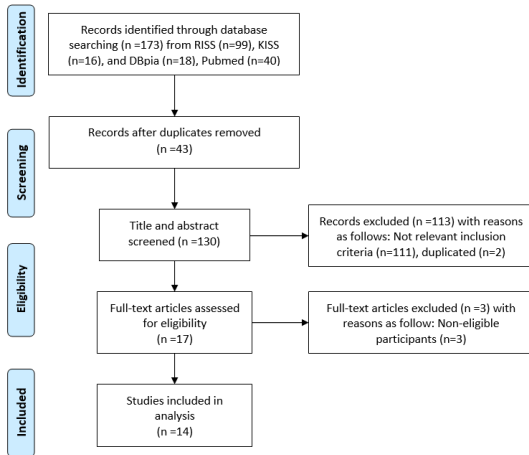 Identification
Records identified through database
searching (n =173) from RISS (n=99), KISS
(n=16), and DBpia (n=18), Pubmed (n=40)
Records after duplicates removed
(n =43)
Screening
Title and abstract
screened (n =130)
Records excluded (n =113) with reasons
as follows: Not relevant inclusion
criteria (n=111), duplicated (n=2)
Eligibility
Full-text articles assessed
for eligibility
(n =17)
Full-text articles excluded (n =3) with
reasons as follow: Non-eligible
participants (n=3)
Included
Studies included in
analysis
(n =14)